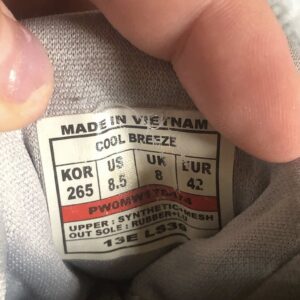 MADE IN VIETNAM
COOL BREEZE
KOR US UK EUR
265 8.5 8 42
UPPER : SYNTHETIC+MESH
OUT SOLE : RUBBER+
13E LS39